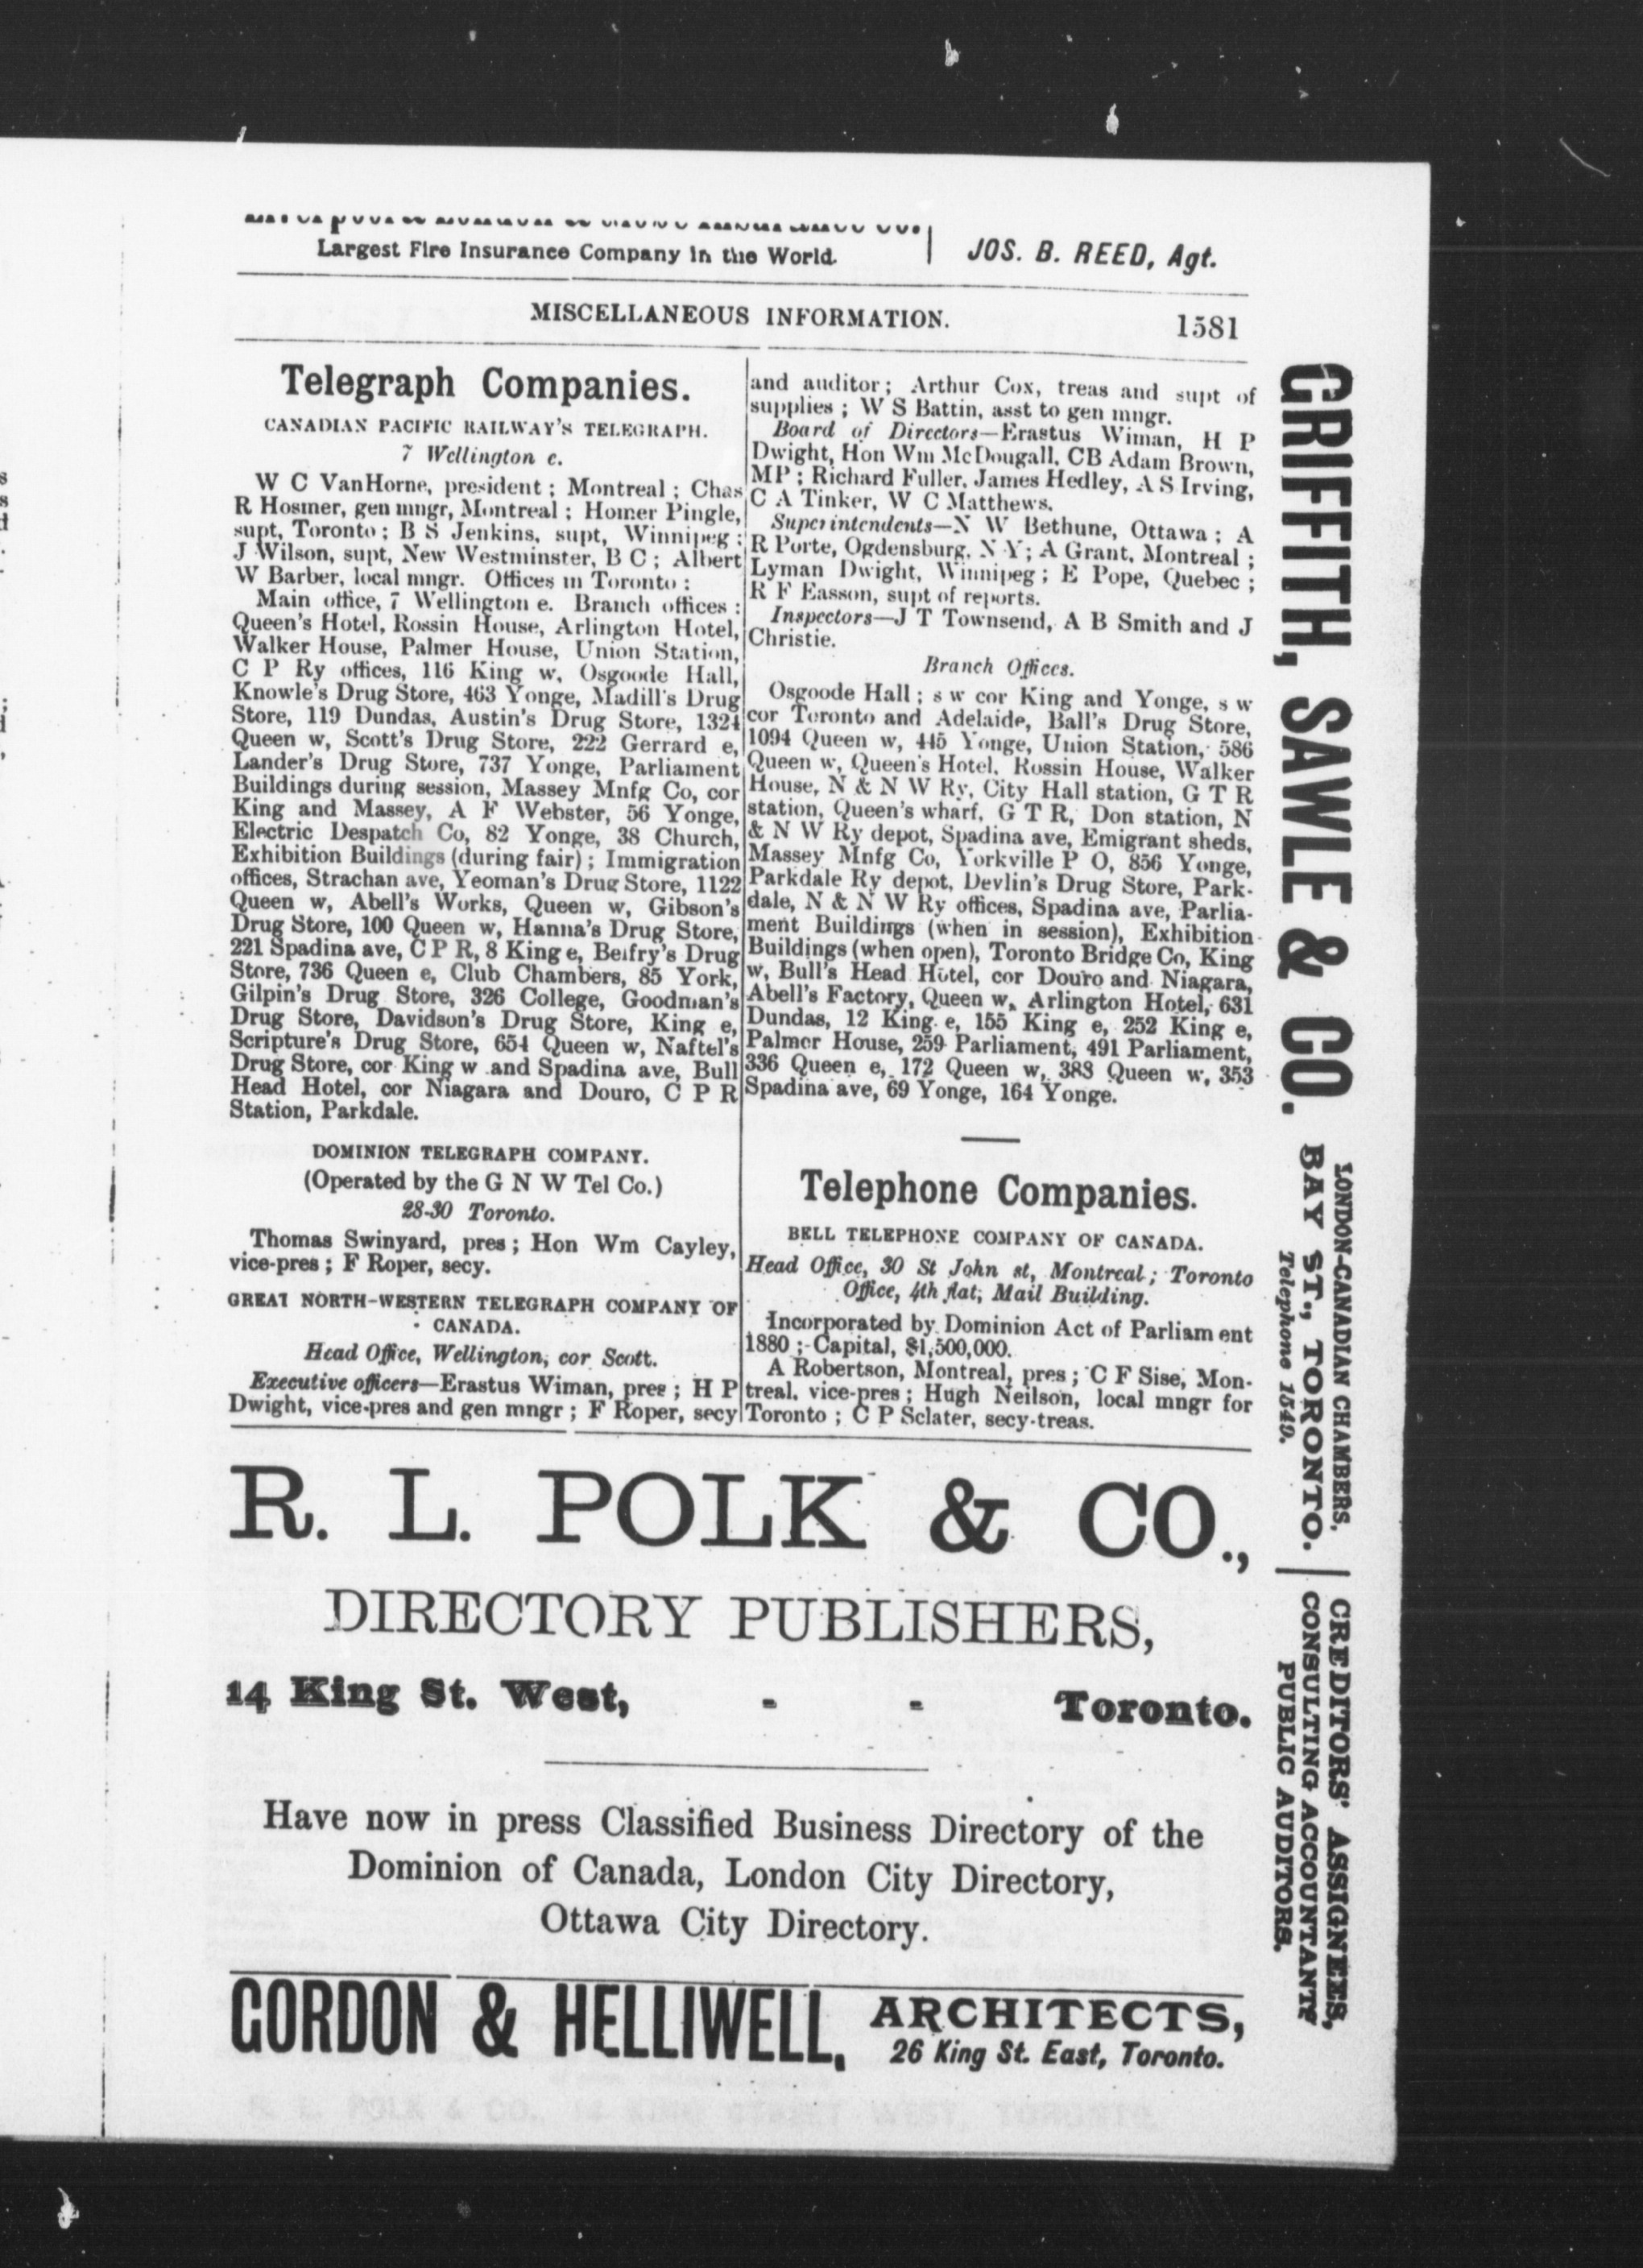 Liverpool & London & Globe Insurance Co.
Largest Fire Insurance Company in the World.
JOS. B. REED, Agt.
MISCELLANEOUS INFORMATION.
1581
Telegraph Companies.
CANADIAN PACIFIC RAILWAY'S TELEGRAPH.
7 Wellington e.
W C VanHorne, president ; Montreal ; Chas
R Hosmer, gen mngr, Montreal ; Homer Pingle,
supt, Toronto ; B S Jenkins, supt, Winnipeg ;
J Wilson, supt, New Westminster, B C ; Albert
W Barber, local mngr. Offices in Toronto :
Main office, 7 Wellington e. Branch offices :
Queen's Hotel, Rossin House, Arlington Hotel,
Walker House, Palmer House, Union Station,
C P Ry offices, 116 King w, Osgoode Hall,
Knowle's Drug Store, 463 Yonge, Madill's Drug
Store, 119 Dundas, Austin's Drug Store, 1324
Queen w, Scott's Drug Store, 222 Gerrard e,
Lander's Drug Store, 737 Yonge, Parliament
Buildings during session, Massey Mnfg Co, cor
King and Massey, A F Webster, 56 Yonge,
Electric Despatch Co, 82 Yonge, 38 Church,
Exhibition Buildings (during fair) ; Immigration
offices, Strachan ave, Yeoman's Drug Store, 1122
Queen w, Abell's Works, Queen w, Gibson's
Drug Store, 100 Queen w, Hanna's Drug Store,
221 Spadina ave, C P R, 8 King e, Beifry's Drug
Store, 736 Queen e, Club Chambers, 85 York,
Gilpin's Drug Store, 326 College, Goodman's
Drug Store, Davidson's Drug Store, King e,
Scripture's Drug Store, 654 Queen w, Naftel's
Drug Store, cor King w and Spadina ave, Bull
Head Hotel, cor Niagara and Douro, C P R
Station, Parkdale.
DOMINION TELEGRAPH COMPANY.
(Operated by the G N W Tel Co.)
28-30 Toronto.
Thomas Swinyard, pres ; Hon Wm Cayley,
vice-pres ; F Roper, secy.
GREAT NORTH-WESTERN TELEGRAPH COMPANY OF
CANADA.
Head Office, Wellington, cor Scott.
Executive officers—Erastus Wiman, pres ; H P
Dwight, vice-pres and gen mngr ; F Roper, secy
and auditor ; Arthur Cox, treas and supt of
supplies ; W S Battin, asst to gen mngr.
Board of Directors—Erastus Wiman, H P
Dwight, Hon Wm McDougall, CB Adam Brown,
MP ; Richard Fuller, James Hedley, A S Irving,
C A Tinker, W C Matthews.
Superintendents—N W Bethune, Ottawa ; A
R Porte, Ogdensburg, N Y ; A Grant, Montreal ;
Lyman Dwight, Winnipeg ; E Pope, Quebec ;
R F Easson, supt of reports.
Inspectors—J T Townsend, A B Smith and J
Christie.
Branch Offices.
Osgoode Hall ; s w cor King and Yonge, s w
cor Toronto and Adelaide, Ball's Drug Store,
1094 Queen w, 445 Yonge, Union Station, 586
Queen w, Queen's Hotel, Rossin House, Walker
House, N & N W Ry, City Hall station, G T R
station, Queen's wharf, G T R, Don station, N
& N W Ry depot, Spadina ave, Emigrant sheds,
Massey Mnfg Co, Yorkville P O, 856 Yonge,
Parkdale Ry depot, Devlin's Drug Store, Park-
dale, N & N W Ry offices, Spadina ave, Parlia-
ment Buildings (when in session), Exhibition
Buildings (when open), Toronto Bridge Co, King
w, Bull's Head Hotel, cor Douro and Niagara,
Abell's Factory, Queen w, Arlington Hotel, 631
Dundas, 12 King e, 155 King e, 252 King e,
Palmer House, 259 Parliament, 491 Parliament,
336 Queen e, 172 Queen w, 383 Queen w, 353
Spadina ave, 69 Yonge, 164 Yonge.
Telephone Companies.
BELL TELEPHONE COMPANY OF CANADA.
Head Office, 30 St John st, Montreal ; Toronto
Office, 4th flat, Mail Building.
Incorporated by Dominion Act of Parliam ent
1880 ; Capital, $1,500,000.
A Robertson, Montreal, pres ; C F Sise, Mon-
treal, vice-pres ; Hugh Neilson, local mngr for
Toronto ; C P Sclater, secy-treas.
R. L. POLK & CO.,
DIRECTORY PUBLISHERS,
14 King St. West, - - Toronto.
Have now in press Classified Business Directory of the
Dominion of Canada, London City Directory,
Ottawa City Directory.
GORDON & HELLIWELL,
ARCHITECTS,
26 King St. East, Toronto.
GRIFFITH, SAWLE & CO.
LONDON-CANADIAN CHAMBERS,
BAY ST., TORONTO.
Telephone 1549.
CREDITORS' ASSIGNEES,
CONSULTING ACCOUNTANTS
PUBLIC AUDITORS.